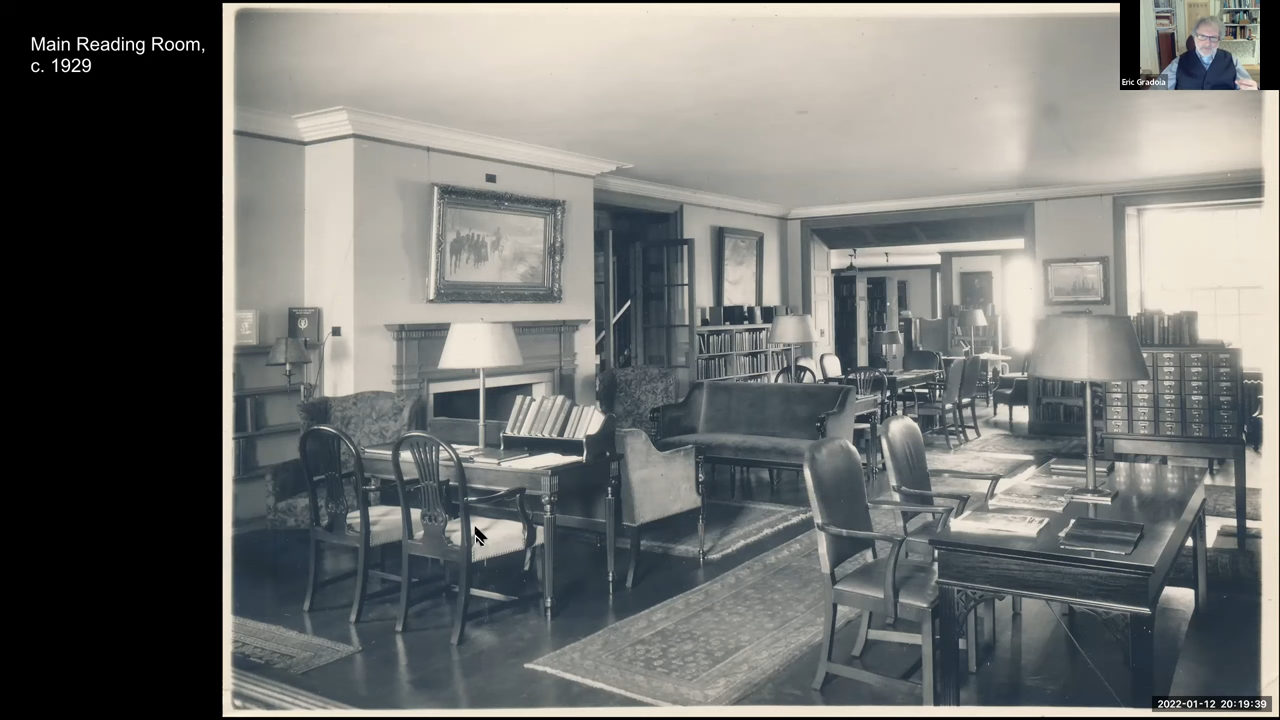 Main Reading Room,
c. 1929
Eric Gradoia
2022-01-12 20:19:39